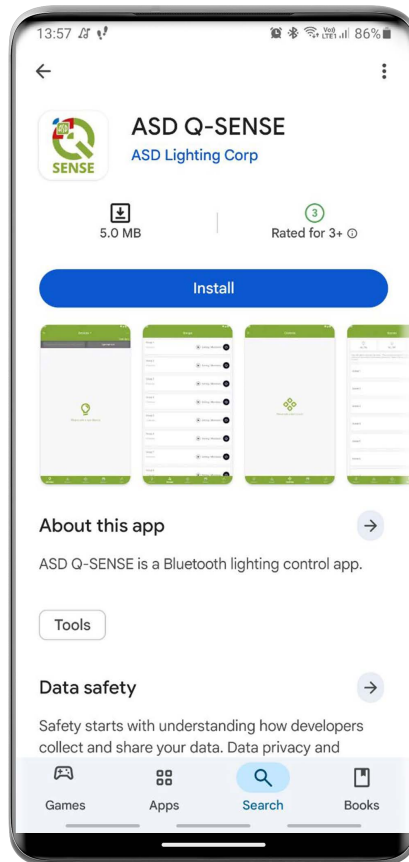 13:57
86%
SENSE
ASD Q-SENSE
ASD Lighting Corp
5.0 MB
3
Rated for 3+
Install
About this app
ASD Q-SENSE is a Bluetooth lighting control app.
Tools
Data safety
Safety starts with understanding how developers
collect and share your data. Data privacy and
Games
Apps
Search
Books